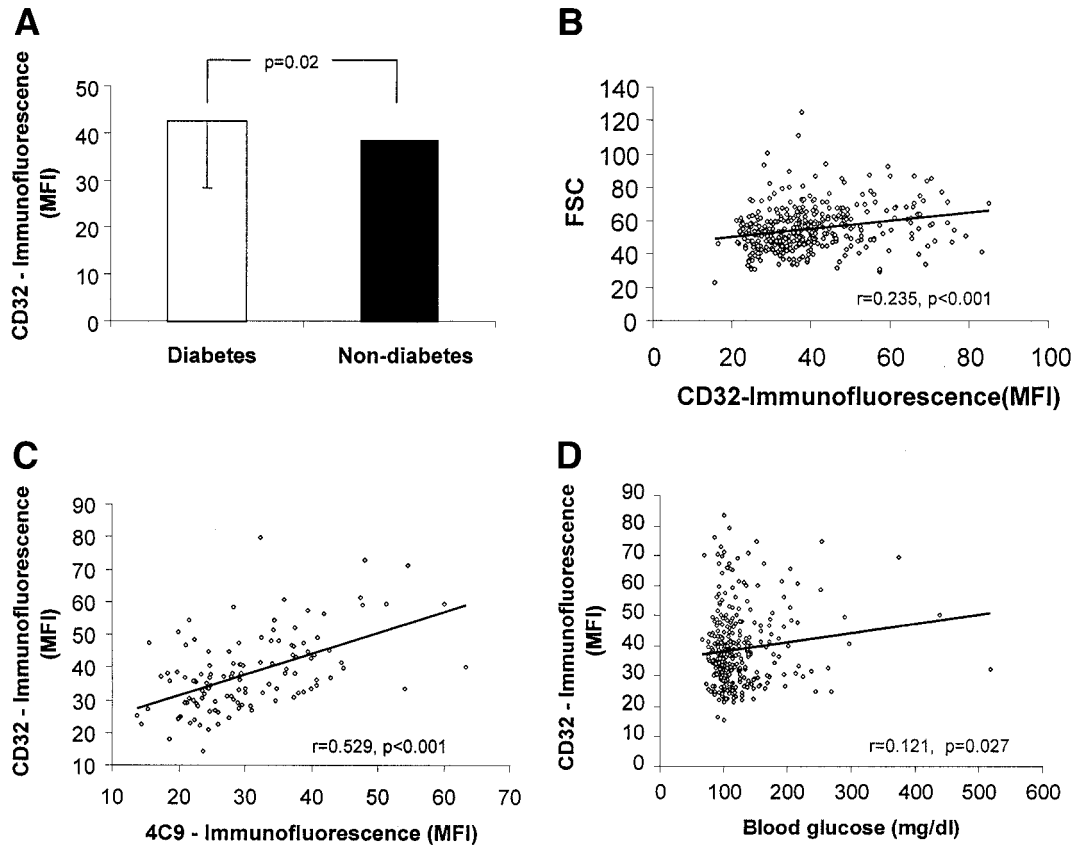 A
CD32 - Immunofluorescence
(MFI)
p=0.02
50
40
30
20
10
0
Diabetes
Non-diabetes
B
FSC
140
120
100
80
60
40
20
0
r=0.235, p<0.001
0 20 40 60 80 100
CD32-Immunofluorescence(MFI)
C
CD32 - Immunofluorescence
(MFI)
90
80
70
60
50
40
30
20
10
r=0.529, p<0.001
10 20 30 40 50 60 70
4C9 - Immunofluorescence (MFI)
D
CD32 - Immunofluorescence
(MFI)
90
80
70
60
50
40
30
20
10
0
r=0.121, p=0.027
0 100 200 300 400 500 600
Blood glucose (mg/dl)